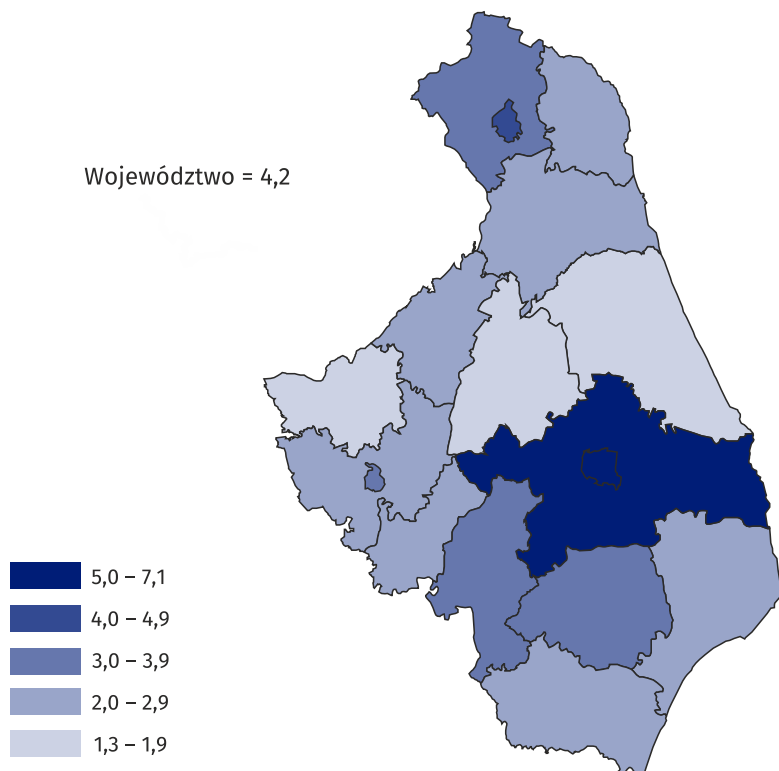 Województwo = 4,2
5,0 – 7,1
4,0 – 4,9
3,0 – 3,9
2,0 – 2,9
1,3 – 1,9